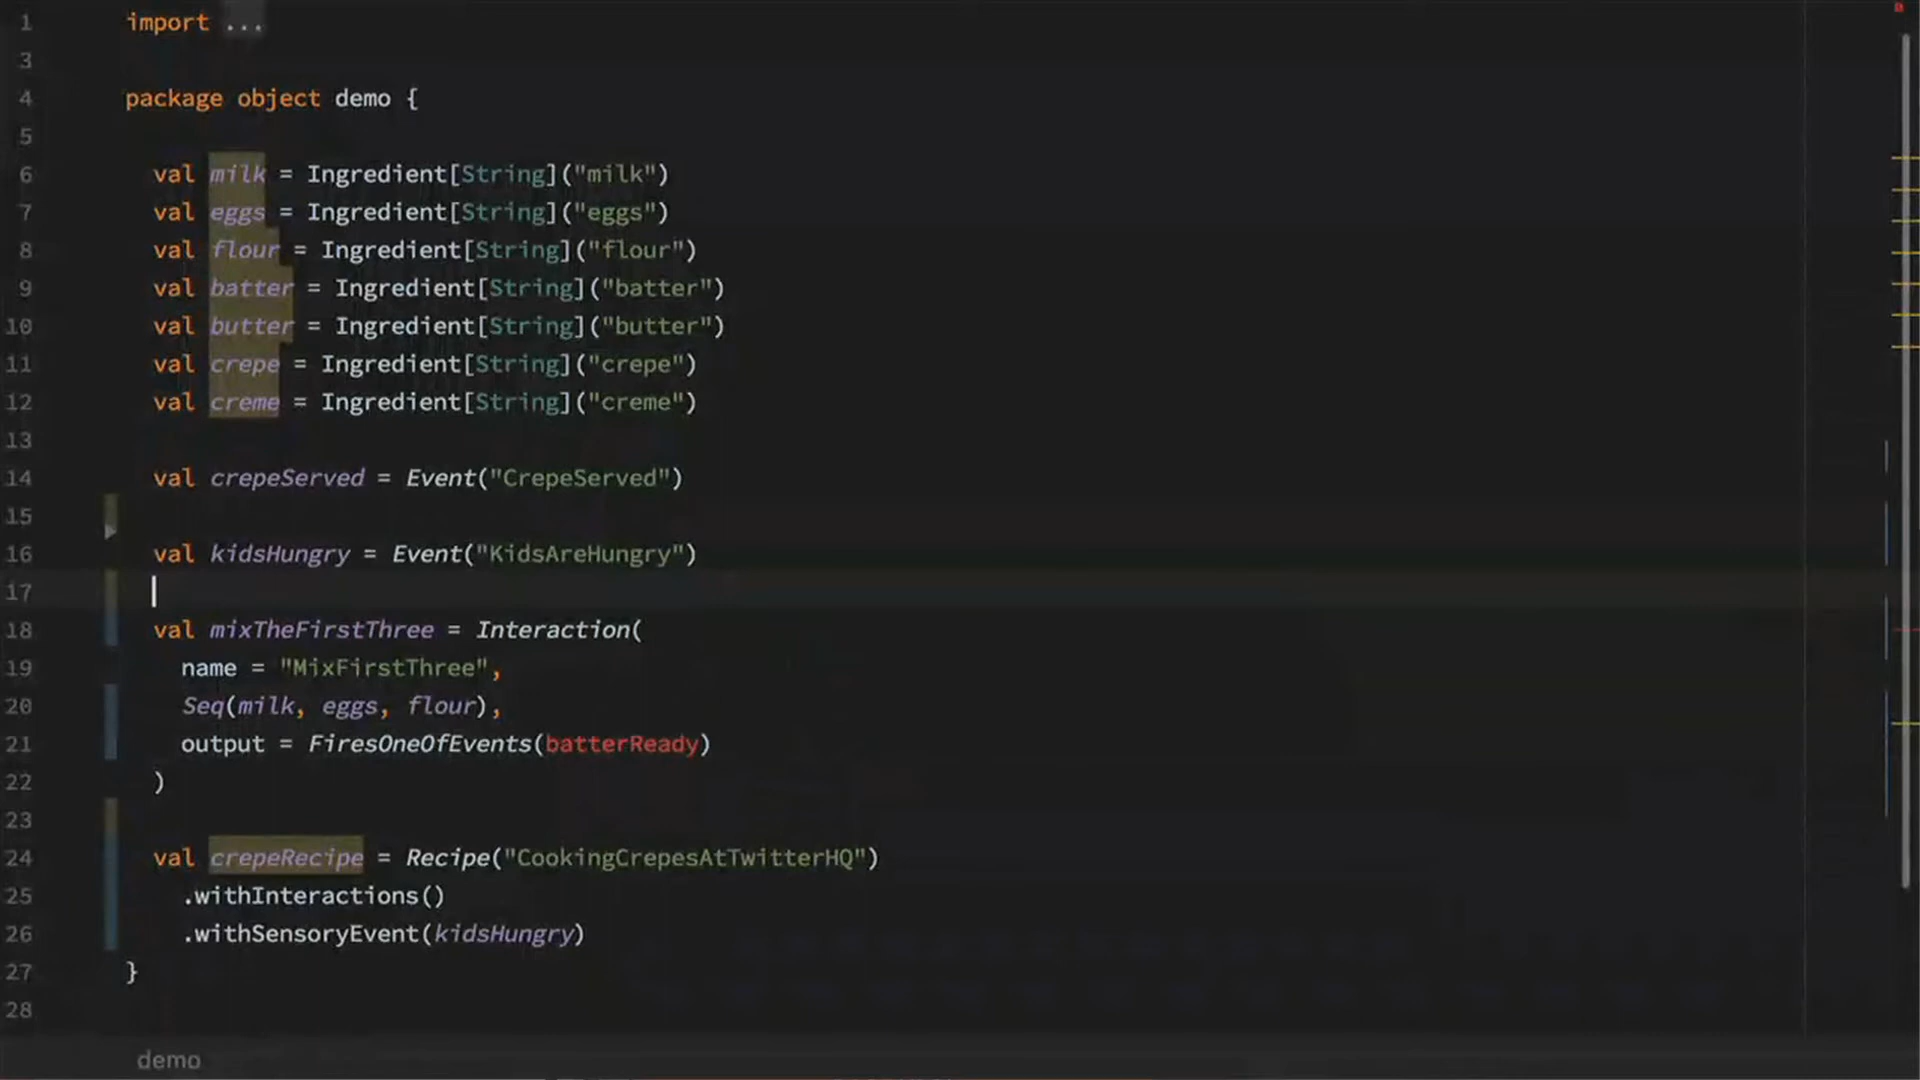 1 import ...
3
4 package object demo {
5
6 val milk = Ingredient[String]("milk")
7 val eggs = Ingredient[String]("eggs")
8 val flour = Ingredient[String]("flour")
9 val batter = Ingredient[String]("batter")
10 val butter = Ingredient[String]("butter")
11 val crepe = Ingredient[String]("crepe")
12 val creme = Ingredient[String]("creme")
13
14 val crepeServed = Event("CrepeServed")
15
16 val kidsHungry = Event("KidsAreHungry")
17
18 val mixTheFirstThree = Interaction(
19 name = "MixFirstThree",
20 Seq(milk, eggs, flour),
21 output = FiresOneOfEvents(batterReady)
22 )
23
24 val crepeRecipe = Recipe("CookingCrepesAtTwitterHQ")
25 .withInteractions()
26 .withSensoryEvent(kidsHungry)
27 }
28
demo